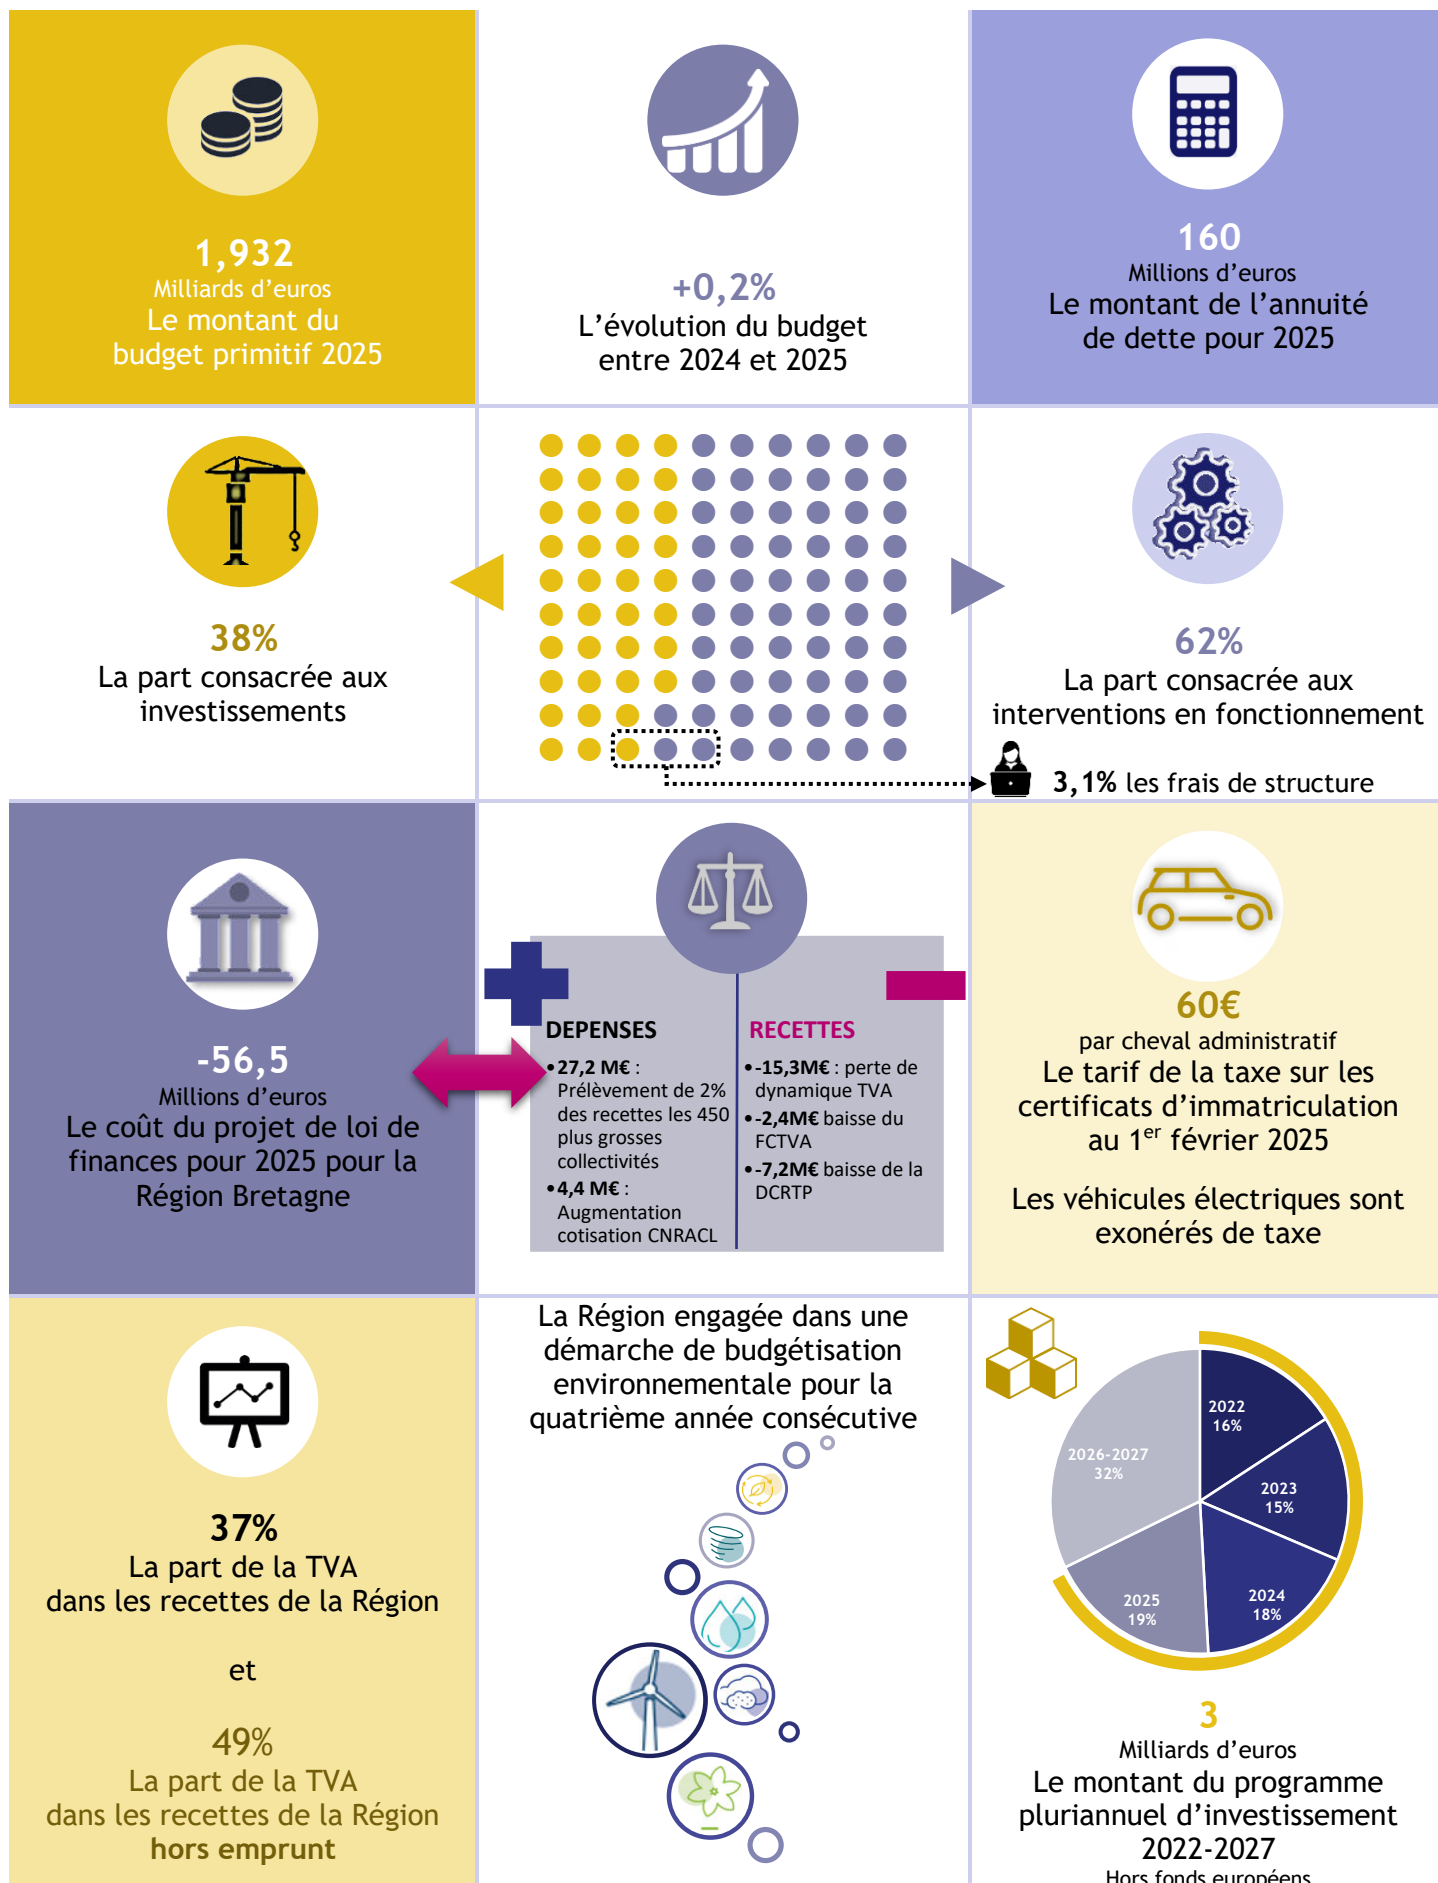 1,932
Milliards d'euros
Le montant du
budget primitif 2025
+0,2%
L'évolution du budget
entre 2024 et 2025
160
Millions d'euros
Le montant de l'annuité
de dette pour 2025
38%
La part consacrée aux
investissements
62%
La part consacrée aux
interventions en fonctionnement
3,1% les frais de structure
-56,5
Millions d'euros
Le coût du projet de loi de
finances pour 2025 pour la
Région Bretagne
DEPENSES
•27,2 M€ :
Prélèvement de 2%
des recettes les 450
plus grosses
collectivités
•4,4 M€ :
Augmentation
cotisation CNRACL
RECETTES
•-15,3M€ : perte de
dynamique TVA
•-2,4M€ baisse du
FCTVA
•-7,2M€ baisse de la
DCRTP
60€
par cheval administratif
Le tarif de la taxe sur les
certificats d'immatriculation
au 1er février 2025
Les véhicules électriques sont
exonérés de taxe
37%
La part de la TVA
dans les recettes de la Région
et
49%
La part de la TVA
dans les recettes de la Région
hors emprunt
La Région engagée dans une
démarche de budgétisation
environnementale pour la
quatrième année consécutive
2022
16%
2023
15%
2024
18%
2025
19%
2026-2027
32%
3
Milliards d'euros
Le montant du programme
pluriannuel d'investissement
2022-2027
Hors fonds européens